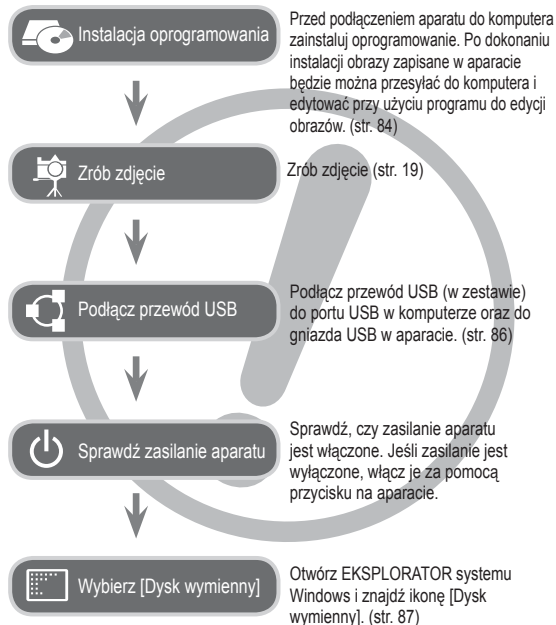 Instalacja oprogramowania
Przed podłączeniem aparatu do komputera
zainstaluj oprogramowanie. Po dokonaniu
instalacji obrazy zapisane w aparacie
będzie można przesyłać do komputera i
edytować przy użyciu programu do edycji
obrazów. (str. 84)
Zrób zdjęcie
Zrób zdjęcie (str. 19)
Podłącz przewód USB
Podłącz przewód USB (w zestawie)
do portu USB w komputerze oraz do
gniazda USB w aparacie. (str. 86)
Sprawdź zasilanie aparatu
Sprawdź, czy zasilanie aparatu
jest włączone. Jeśli zasilanie jest
wyłączone, włącz je za pomocą
przycisku na aparacie.
Wybierz [Dysk wymienny]
Otwórz EKSPLORATOR systemu
Windows i znajdź ikonę [Dysk
wymienny]. (str. 87)